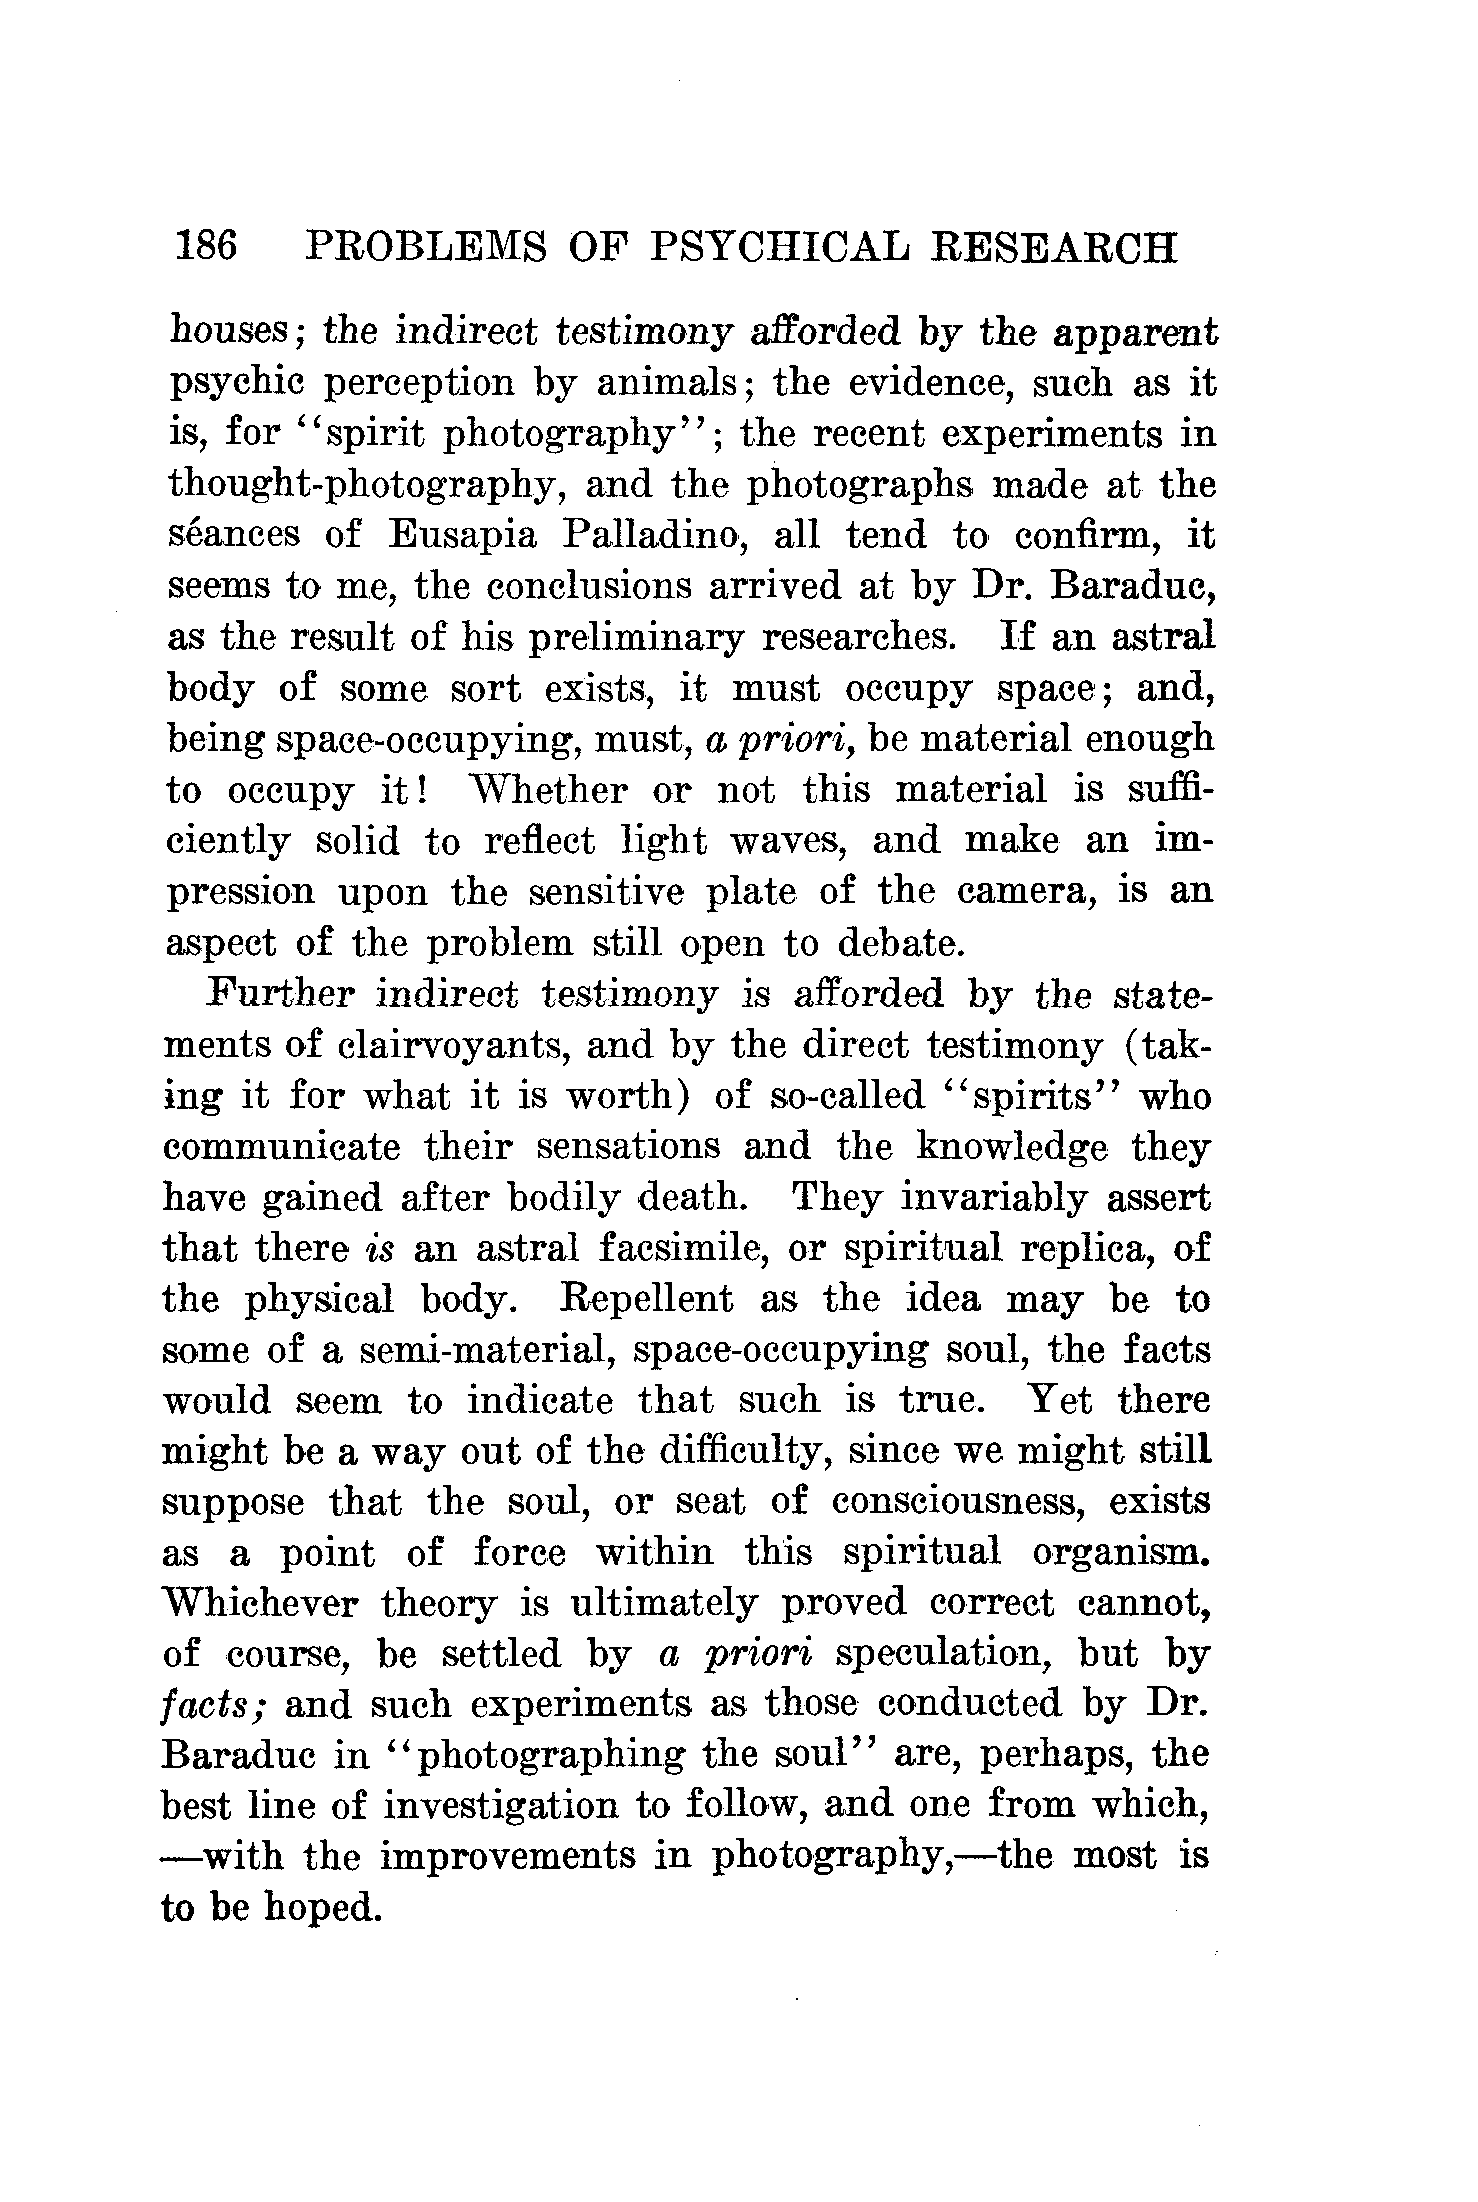 186 PROBLEMS OF PSYCHICAL RESEARCH
houses; the indirect testimony afforded by the apparent
psychic perception by animals; the evidence, such as it
is, for ‘‘spirit photography’’; the recent experiments in
thought-photography, and the photographs made at the
séances of Eusapia Palladino, all tend to confirm, it
seems to me, the conclusions arrived at by Dr. Baraduc,
as the result of his preliminary researches. If an astral
body of some sort exists, it must occupy space; and,
being space-occupying, must, a priori, be material enough
to occupy it! Whether or not this material is suffi-
ciently solid to reflect light waves, and make an im-
pression upon the sensitive plate of the camera, is an
aspect of the problem still open to debate.
Further indirect testimony is afforded by the state-
ments of clairvoyants, and by the direct testimony (tak-
ing it for what it is worth) of so-called ‘‘spirits’’ who
communicate their sensations and the knowledge they
have gained after bodily death. They invariably assert
that there is an astral facsimile, or spiritual replica, of
the physical body. Repellent as the idea may be to
some of a semi-material, space-occupying soul, the facts
would seem to indicate that such is true. Yet there
might be a way out of the difficulty, since we might still
suppose that the soul, or seat of consciousness, exists
as a point of force within this spiritual organism.
Whichever theory is ultimately proved correct cannot,
of course, be settled by a priori speculation, but by
facts; and such experiments as those conducted by Dr.
Baraduc in ‘‘photographing the soul’’ are, perhaps, the
best line of investigation to follow, and one from which,
—with the improvements in photography,—the most is
to be hoped.